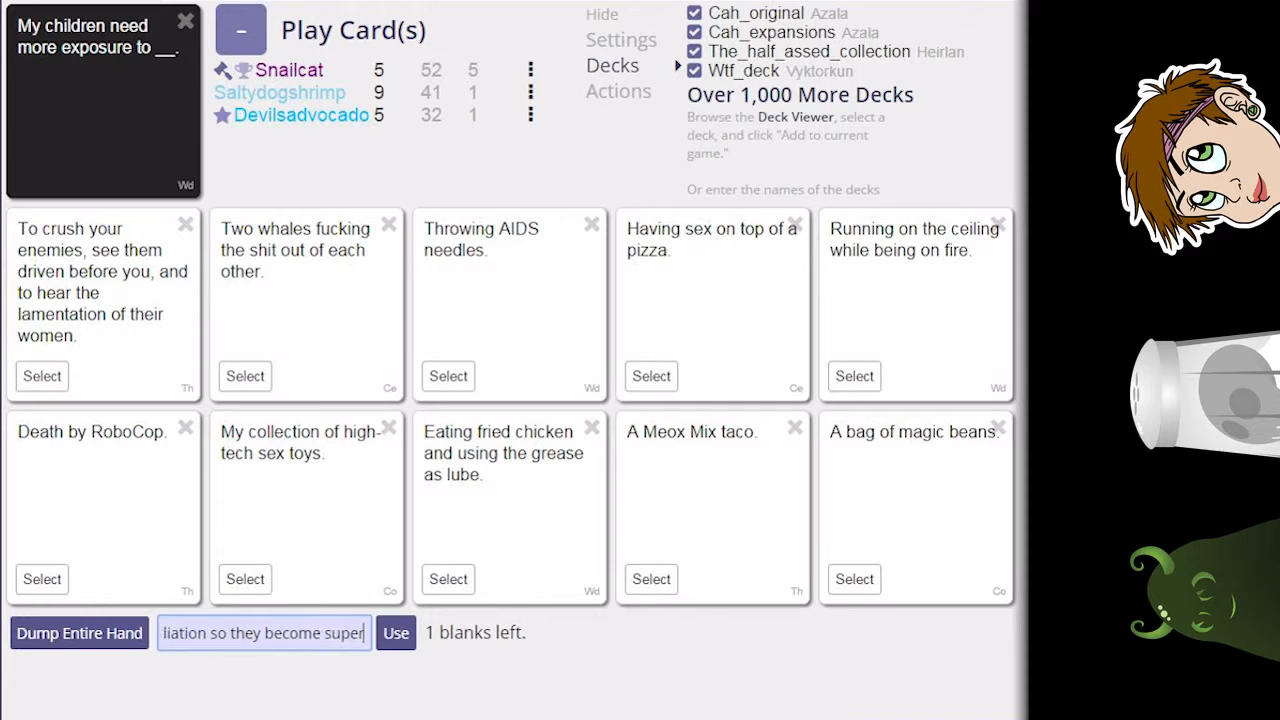 My children need
more exposure to __.
Wd
-
Play Card(s)
Snailcat 5 52 5
Saltydogshrimp 9 41 1
Devilsadvocado 5 32 1
Hide
Settings
Decks
Actions
Cah_original Azala
Cah_expansions Azala
The_half_assed_collection Heirlan
Wtf_deck Vyktorkun
Over 1,000 More Decks
Browse the Deck Viewer, select a
deck, and click "Add to current
game."
Or enter the names of the decks
To crush your
enemies, see them
driven before you, and
to hear the
lamentation of their
women.
Select
Th
Two whales fucking
the shit out of each
other.
Select
Ce
Throwing AIDS
needles.
Select
Wd
Having sex on top of a
pizza.
Select
Ce
Running on the ceiling
while being on fire.
Select
Wd
Death by RoboCop.
Select
Th
My collection of high-
tech sex toys.
Select
Co
Eating fried chicken
and using the grease
as lube.
Select
Wd
A Meox Mix taco.
Select
Th
A bag of magic beans.
Select
Co
Dump Entire Hand
liation so they become super
Use
1 blanks left.